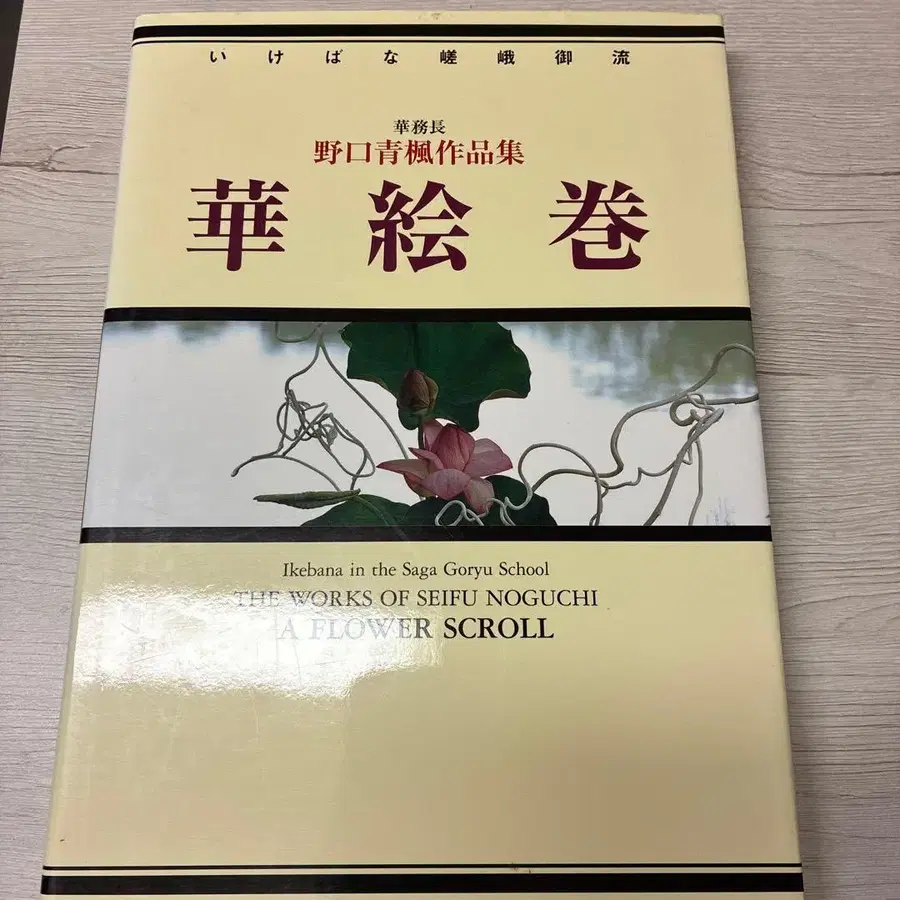 いけばな嵯峨御流
華務長
野口青楓作品集
華絵巻
Ikebana in the Saga Goryu School
THE WORKS OF SEIFU NOGUCHI
A FLOWER SCROLL